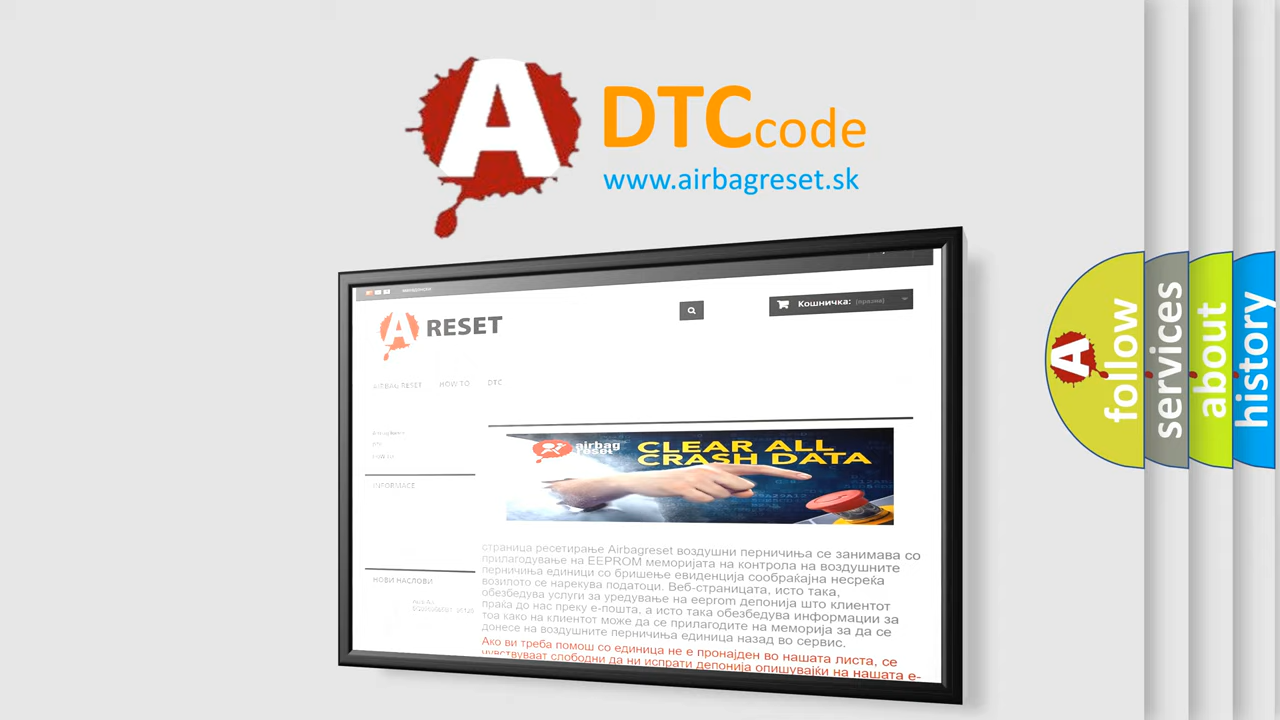 A
DTC code
www.airbagreset.sk
A RESET
Кошничка: (празни)
AIRBAG RESET HOW TO DTC
airbag reset
CLEAR ALL
CRASH DATA
INFORMACE
страница ресетирање Airbagreset воздушни перничиња се занимава со
прилагодување на EEPROM меморијата на контрола на воздушните
перничиња единици со бришење евиденција сообраќајна несреќа
возилото се нарекува податоци. Веб-страницата, исто така,
обезбедува услуги за уредување на eeprom депонија што клиентот
праќа до нас преку е-пошта, а исто така обезбедува информации за
тоа како на клиентот може да се прилагодите на меморија за да се
донесе на воздушните перничиња единица назад во сервис.
НОВИ НАСЛОВИ
Ако ви треба помош со единица не е пронајден во нашата листа, се
чувствуваат слободни да ни испрати депонија опишувајќи на нашата е-
A
follow
services
about
history